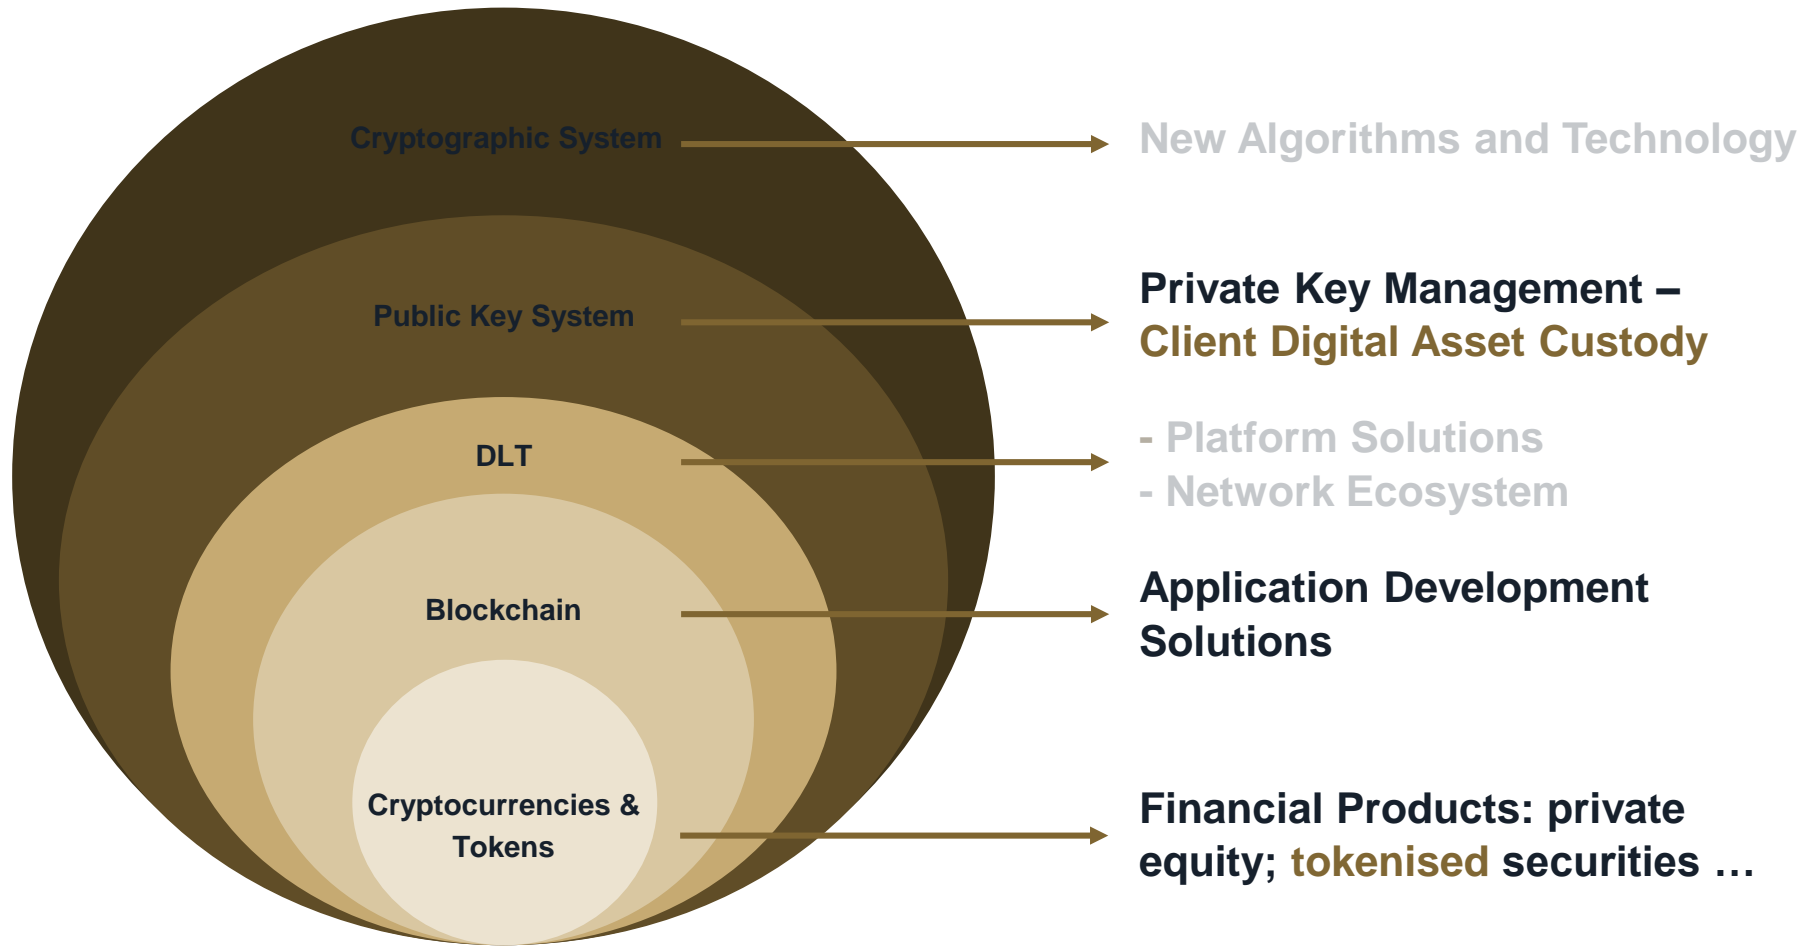 Cryptographic System
New Algorithms and Technology
Public Key System
Private Key Management –
Client Digital Asset Custody
DLT
- Platform Solutions
- Network Ecosystem
Blockchain
Application Development
Solutions
Cryptocurrencies &
Tokens
Financial Products: private
equity; tokenised securities …